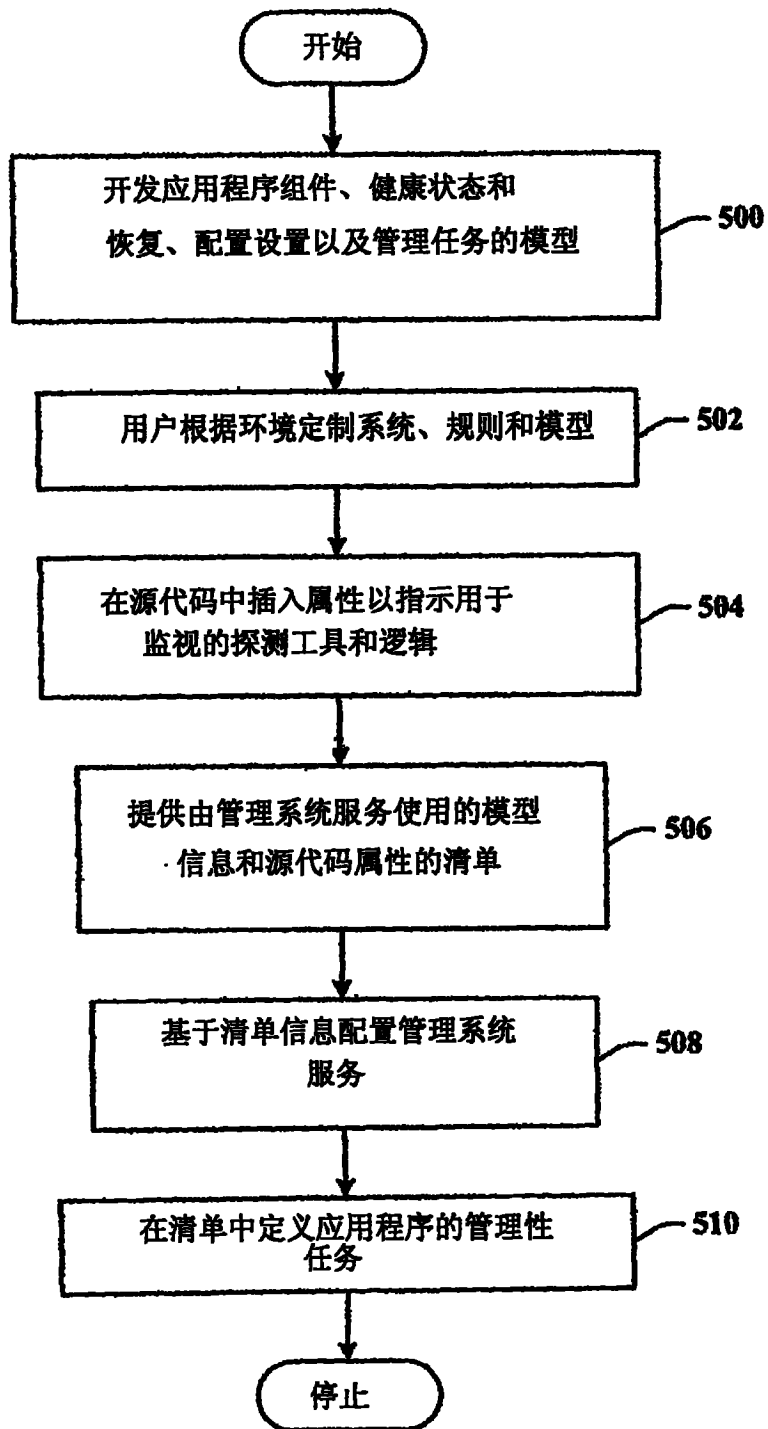 开始
开发应用程序组件、健康状态和
恢复、配置设置以及管理任务的模型
500
用户根据环境定制系统、规则和模型
502
在源代码中插入属性以指示用于
监视的探测工具和逻辑
504
提供由管理系统服务使用的模型
信息和源代码属性的清单
506
基于清单信息配置管理系统
服务
508
在清单中定义应用程序的管理性
任务
510
停止